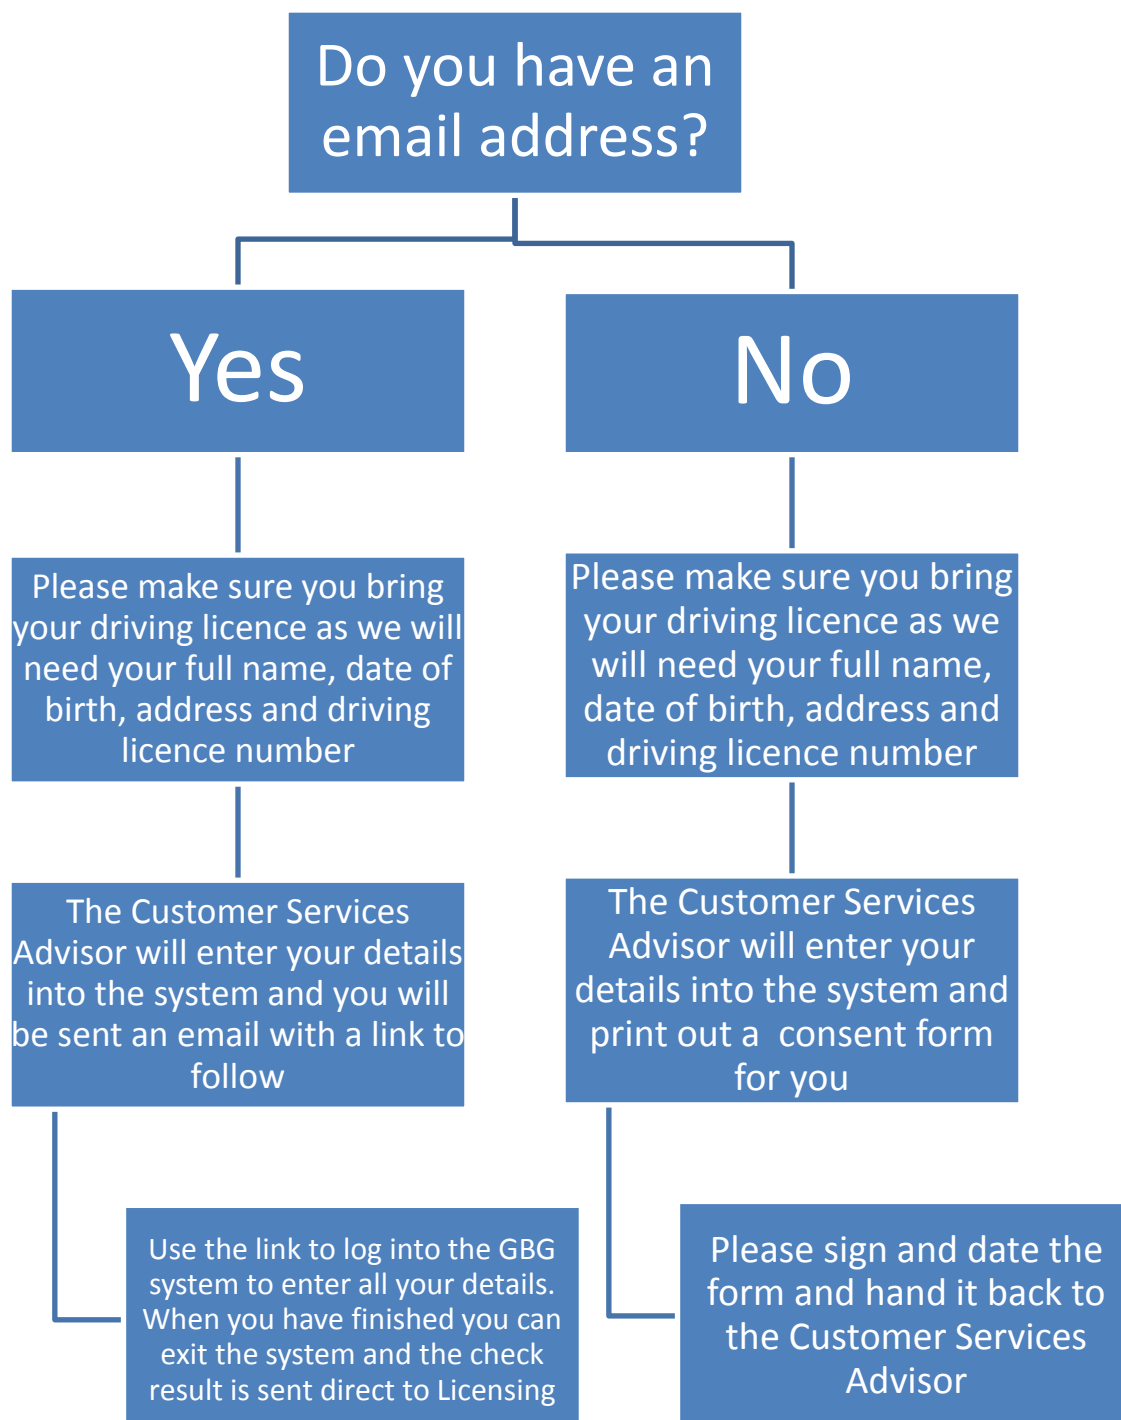 Do you have an
email address?
Yes
No
Please make sure you bring
your driving licence as we will
need your full name, date of
birth, address and driving
licence number
Please make sure you bring
your driving licence as we
will need your full name,
date of birth, address and
driving licence number
The Customer Services
Advisor will enter your details
into the system and you will
be sent an email with a link to
follow
The Customer Services
Advisor will enter your
details into the system and
print out a  consent form
for you
Use the link to log into the GBG
system to enter all your details.
When you have finished you can
exit the system and the check
result is sent direct to Licensing
Please sign and date the
form and hand it back to
the Customer Services
Advisor